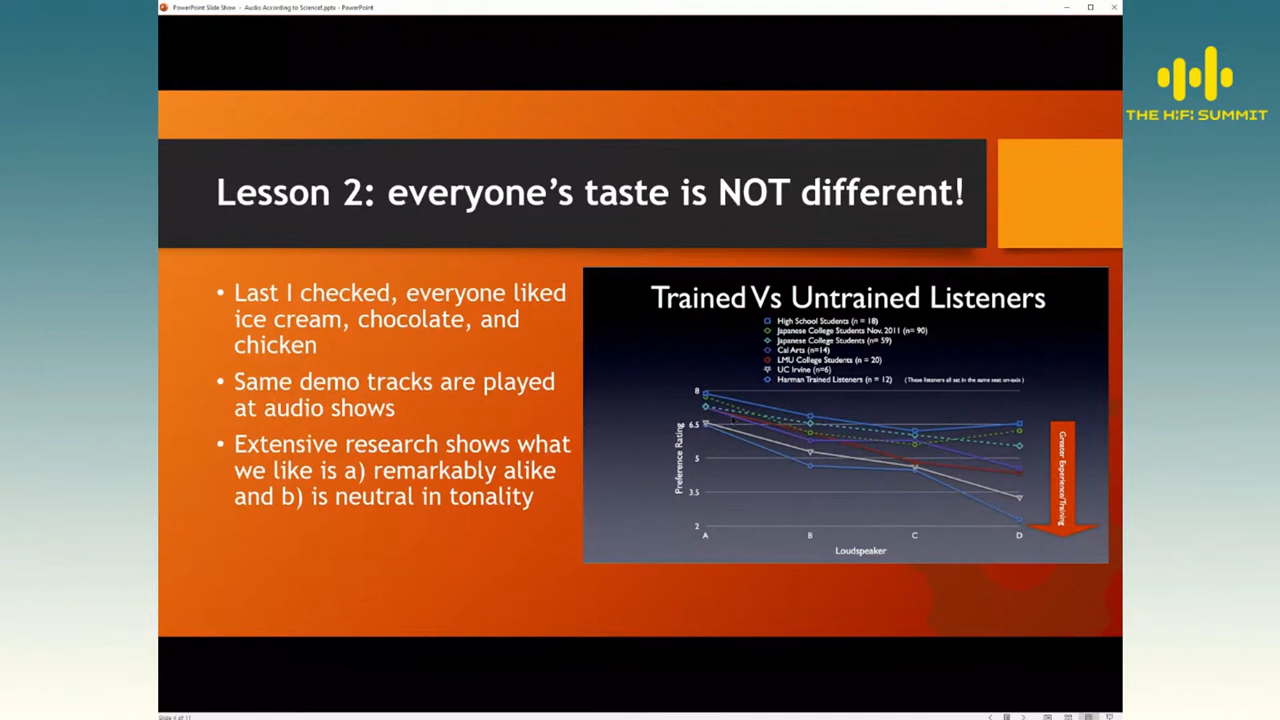 PowerPoint Slide Show - Audio According to Science!.pptx - PowerPoint
THE HIFI SUMMIT
Lesson 2: everyone's taste is NOT different!
• Last I checked, everyone liked
ice cream, chocolate, and
chicken
• Same demo tracks are played
at audio shows
• Extensive research shows what
we like is a) remarkably alike
and b) is neutral in tonality
Trained Vs Untrained Listeners
High School Students (n = 18)
Japanese College Students Nov. 2011 (n= 90)
Japanese College Students (n= 59)
Cal Arts (n=14)
LMU College Students (n = 20)
UC Irvine (n=6)
Harman Trained Listeners (n = 12) (These listeners all sat in the same seat on-axis)
8
6.5
5
3.5
2
Preference Rating
A B C D
Loudspeaker
Greater Experience/Training
Slide 4 of 11